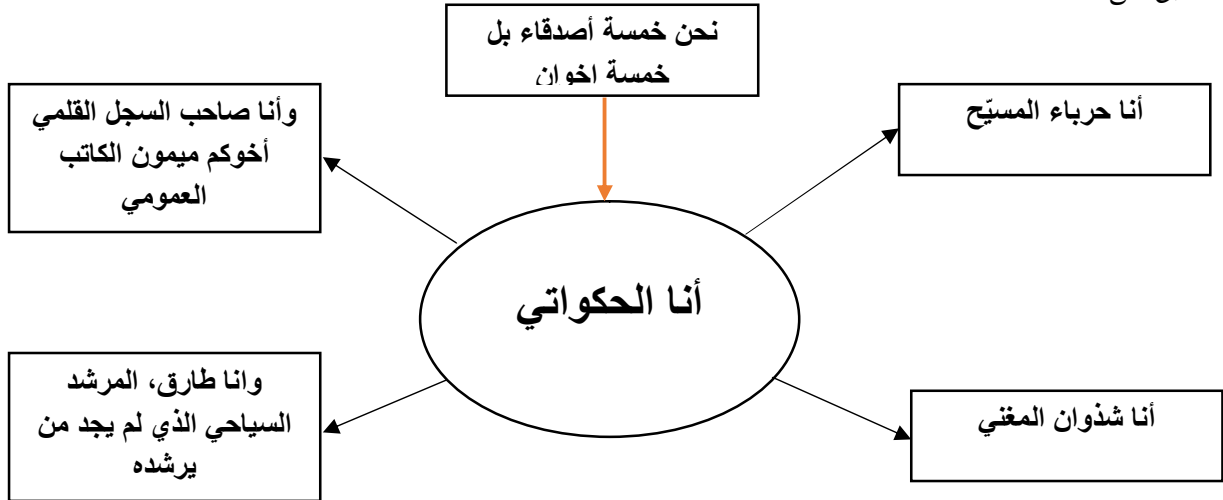 نحن خمسة أصدقاء بل
خمسة اخوان
أنا حرباء المسيّح
وأنا صاحب السجل القلمي
أخوكم ميمون الكاتب
العمومي
أنا الحكواتي
وانا طارق، المرشد
السياحي الذي لم يجد من
يرشده
أنا شذوان المغني